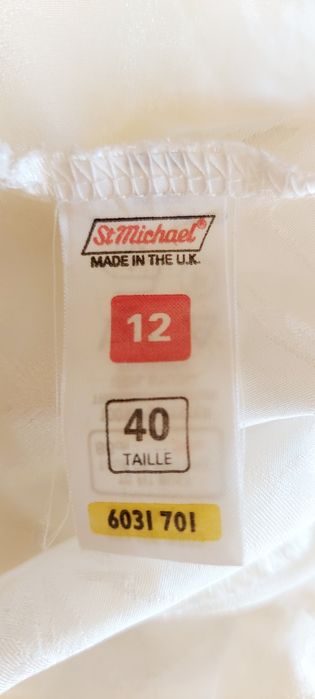 St Michael®
MADE IN THE U.K.
12
40
TAILLE
6031 701